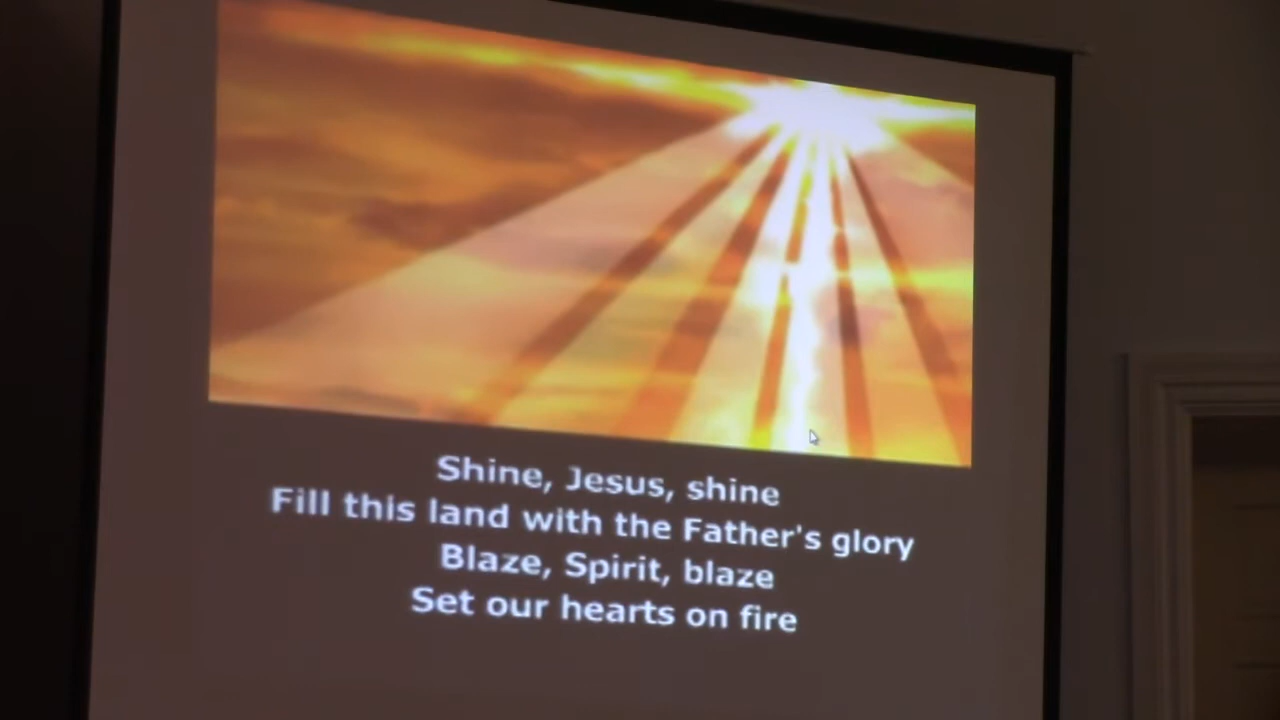 Shine, Jesus, shine
Fill this land with the Father's glory
Blaze, Spirit, blaze
Set our hearts on fire